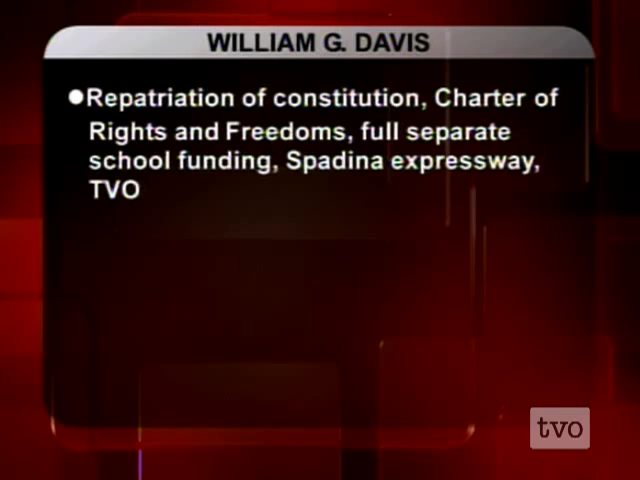 WILLIAM G. DAVIS
●Repatriation of constitution, Charter of
Rights and Freedoms, full separate
school funding, Spadina expressway,
TVO
tvo